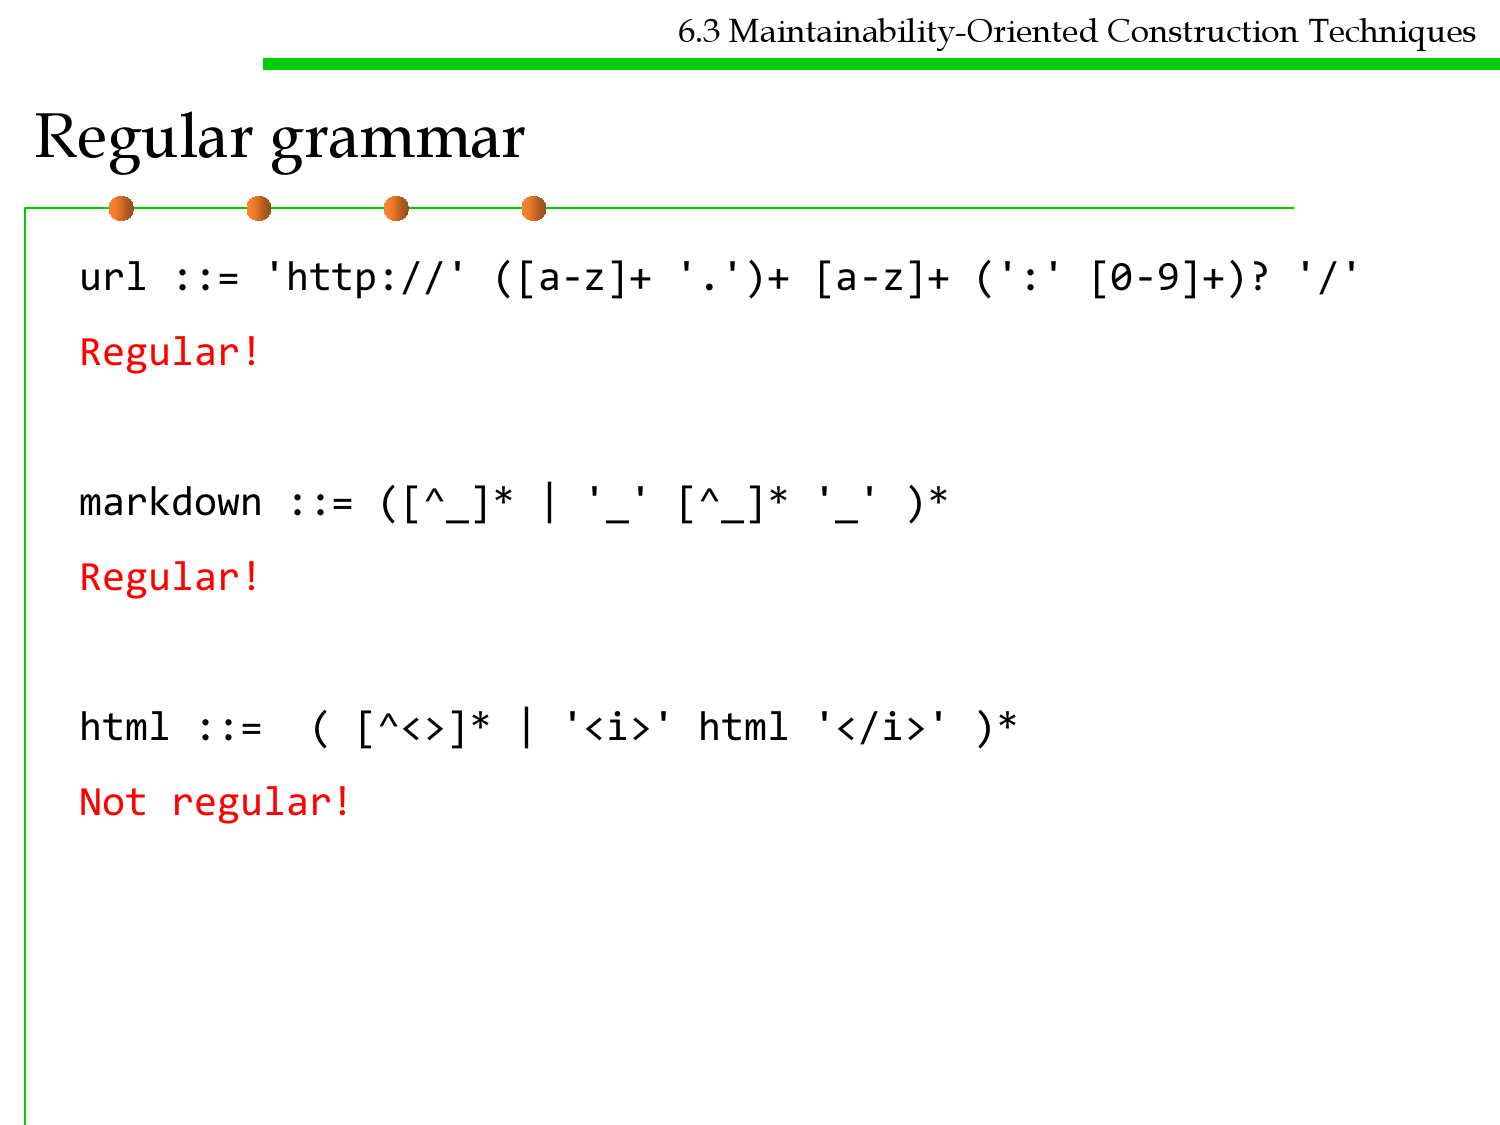 6.3 Maintainability-Oriented Construction Techniques
Regular grammar
url ::= 'http://' ([a-z]+ '.')+ [a-z]+ (':' [0-9]+)? '/'
Regular!
markdown ::= ([^_]* | '_' [^_]* '_' )*
Regular!
html ::=  ( [^<>]* | '<i>' html '</i>' )*
Not regular!